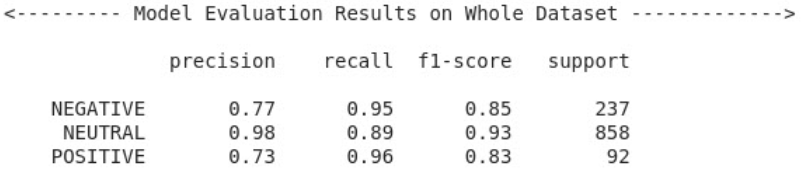 <--------- Model Evaluation Results on Whole Dataset ------------->
precision recall f1-score support
NEGATIVE 0.77 0.95 0.85 237
NEUTRAL 0.98 0.89 0.93 858
POSITIVE 0.73 0.96 0.83 92